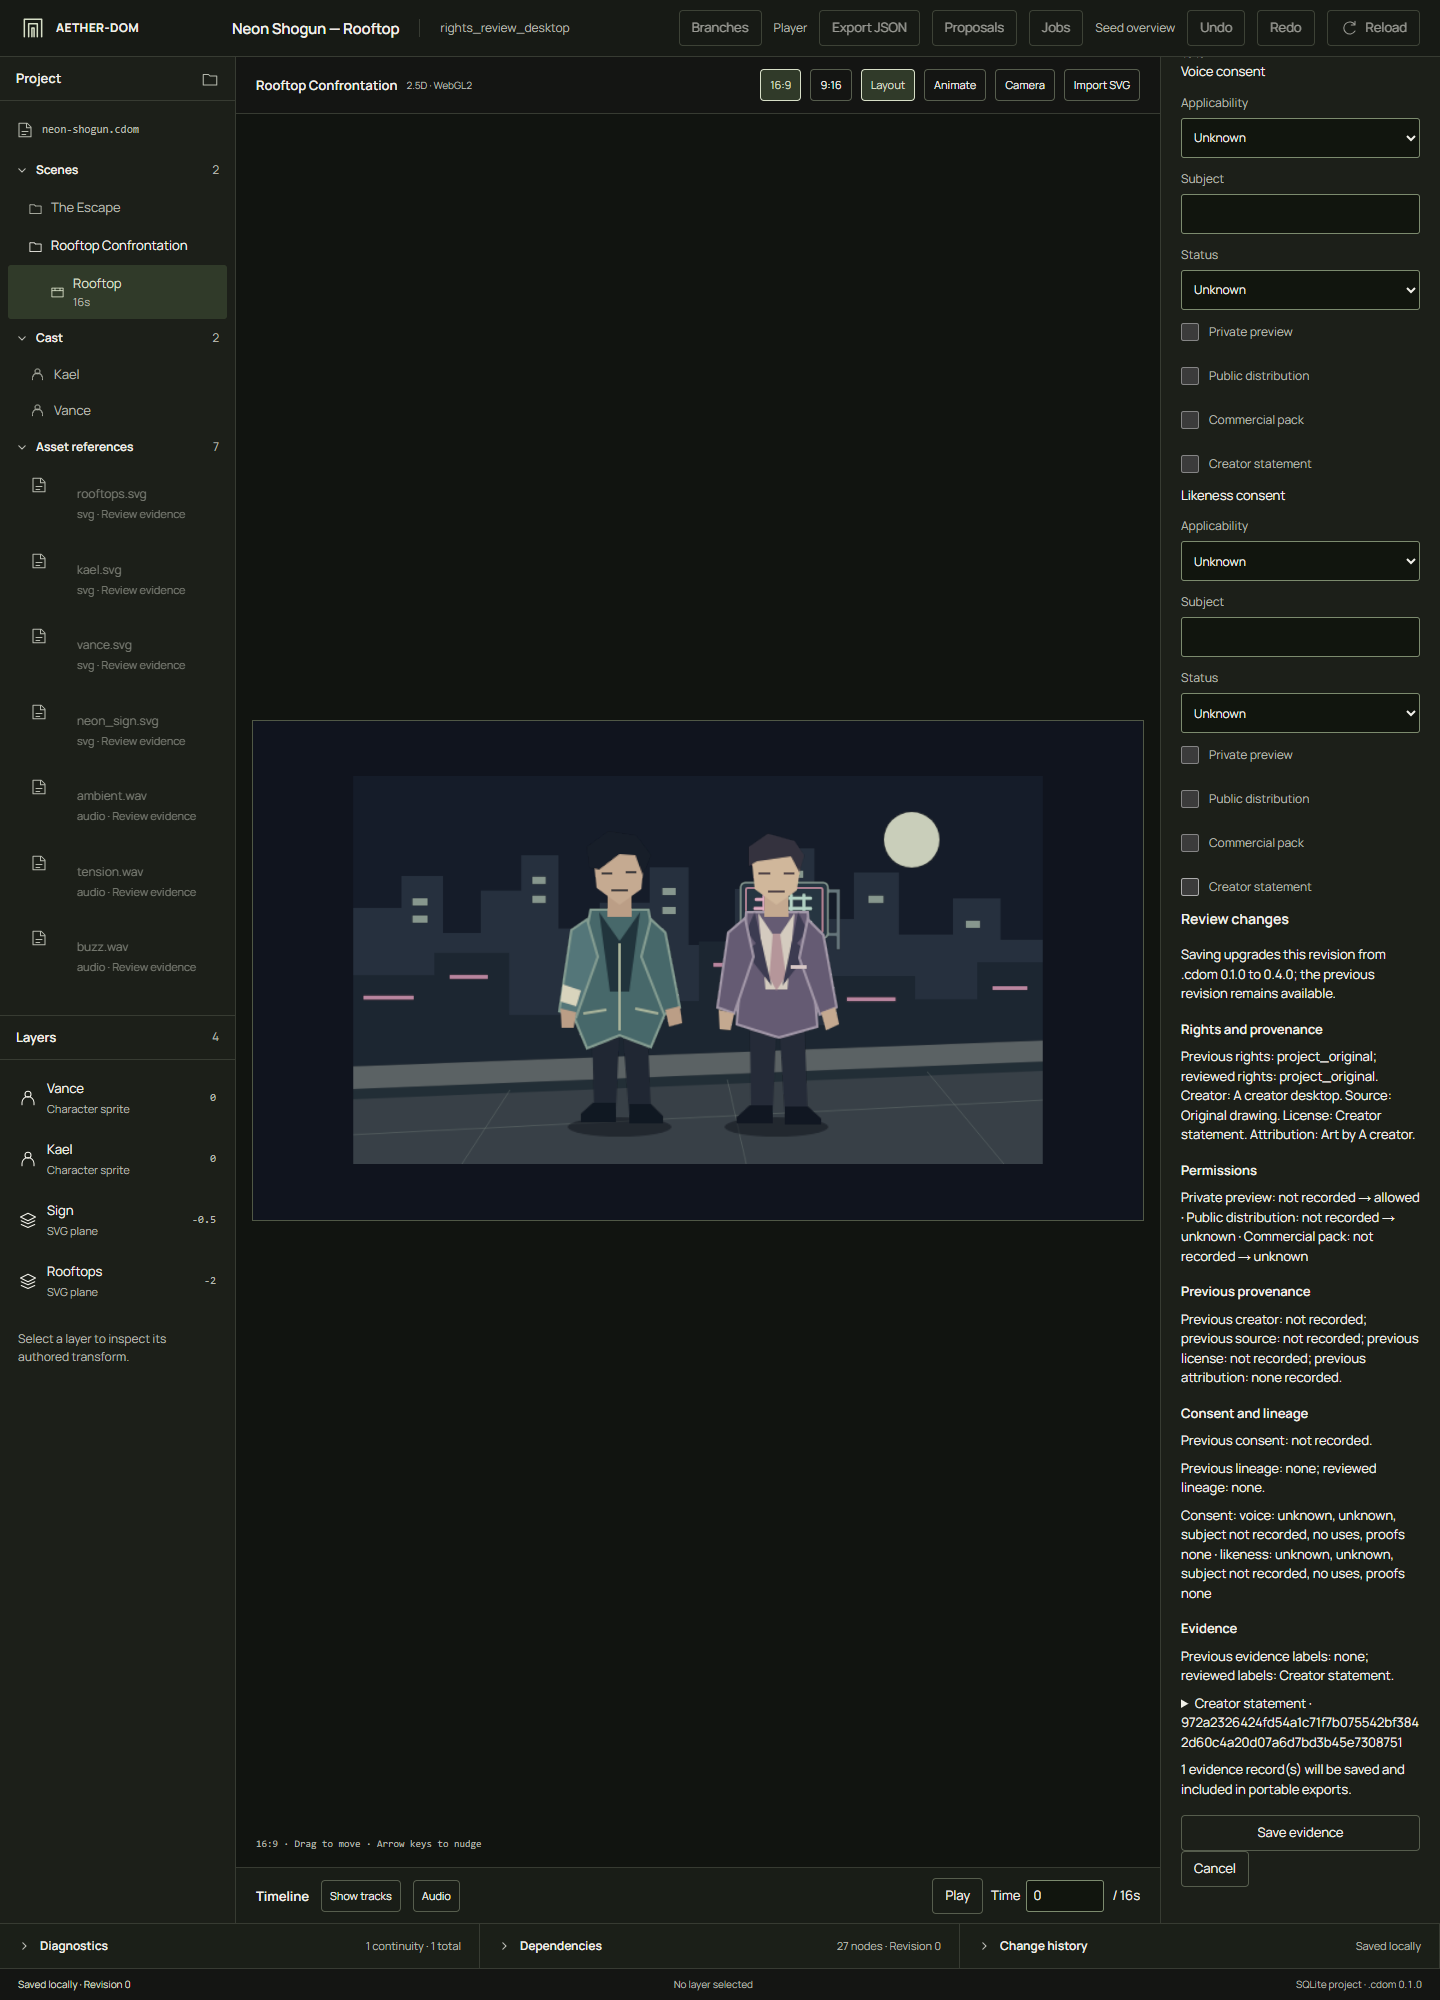 AETHER-DOM
Neon Shogun — Rooftop
rights_review_desktop
Branches
Player
Export JSON
Proposals
Jobs
Seed overview
Undo
Redo
Reload
Project
neon-shogun.cdom
Scenes 2
The Escape
Rooftop Confrontation
Rooftop
16s
Cast 2
Kael
Vance
Asset references 7
rooftops.svg
svg · Review evidence
kael.svg
svg · Review evidence
vance.svg
svg · Review evidence
neon_sign.svg
svg · Review evidence
ambient.wav
audio · Review evidence
tension.wav
audio · Review evidence
buzz.wav
audio · Review evidence
Layers 4
Vance
Character sprite
0
Kael
Character sprite
0
Sign
SVG plane
-0.5
Rooftops
SVG plane
-2
Select a layer to inspect its
authored transform.
Rooftop Confrontation 2.5D · WebGL2
16:9
9:16
Layout
Animate
Camera
Import SVG
16:9 · Drag to move · Arrow keys to nudge
Timeline
Show tracks
Audio
Play
Time
0
/ 16s
Voice consent
Applicability
Unknown
Subject
Status
Unknown
Private preview
Public distribution
Commercial pack
Creator statement
Likeness consent
Applicability
Unknown
Subject
Status
Unknown
Private preview
Public distribution
Commercial pack
Creator statement
Review changes
Saving upgrades this revision from
.cdom 0.1.0 to 0.4.0; the previous
revision remains available.
Rights and provenance
Previous rights: project_original;
reviewed rights: project_original.
Creator: A creator desktop. Source:
Original drawing. License: Creator
statement. Attribution: Art by A creator.
Permissions
Private preview: not recorded → allowed
· Public distribution: not recorded →
unknown · Commercial pack: not
recorded → unknown
Previous provenance
Previous creator: not recorded;
previous source: not recorded; previous
license: not recorded; previous
attribution: none recorded.
Consent and lineage
Previous consent: not recorded.
Previous lineage: none; reviewed
lineage: none.
Consent: voice: unknown, unknown,
subject not recorded, no uses, proofs
none · likeness: unknown, unknown,
subject not recorded, no uses, proofs
none
Evidence
Previous evidence labels: none;
reviewed labels: Creator statement.
Creator statement ·
972a2326424fd54a1c71f7b075542bf384
2d60c4a20d07a6d7bd3b45e7308751
1 evidence record(s) will be saved and
included in portable exports.
Save evidence
Cancel
Diagnostics
1 continuity · 1 total
Dependencies
27 nodes · Revision 0
Change history
Saved locally
Saved locally · Revision 0
No layer selected
SQLite project · .cdom 0.1.0